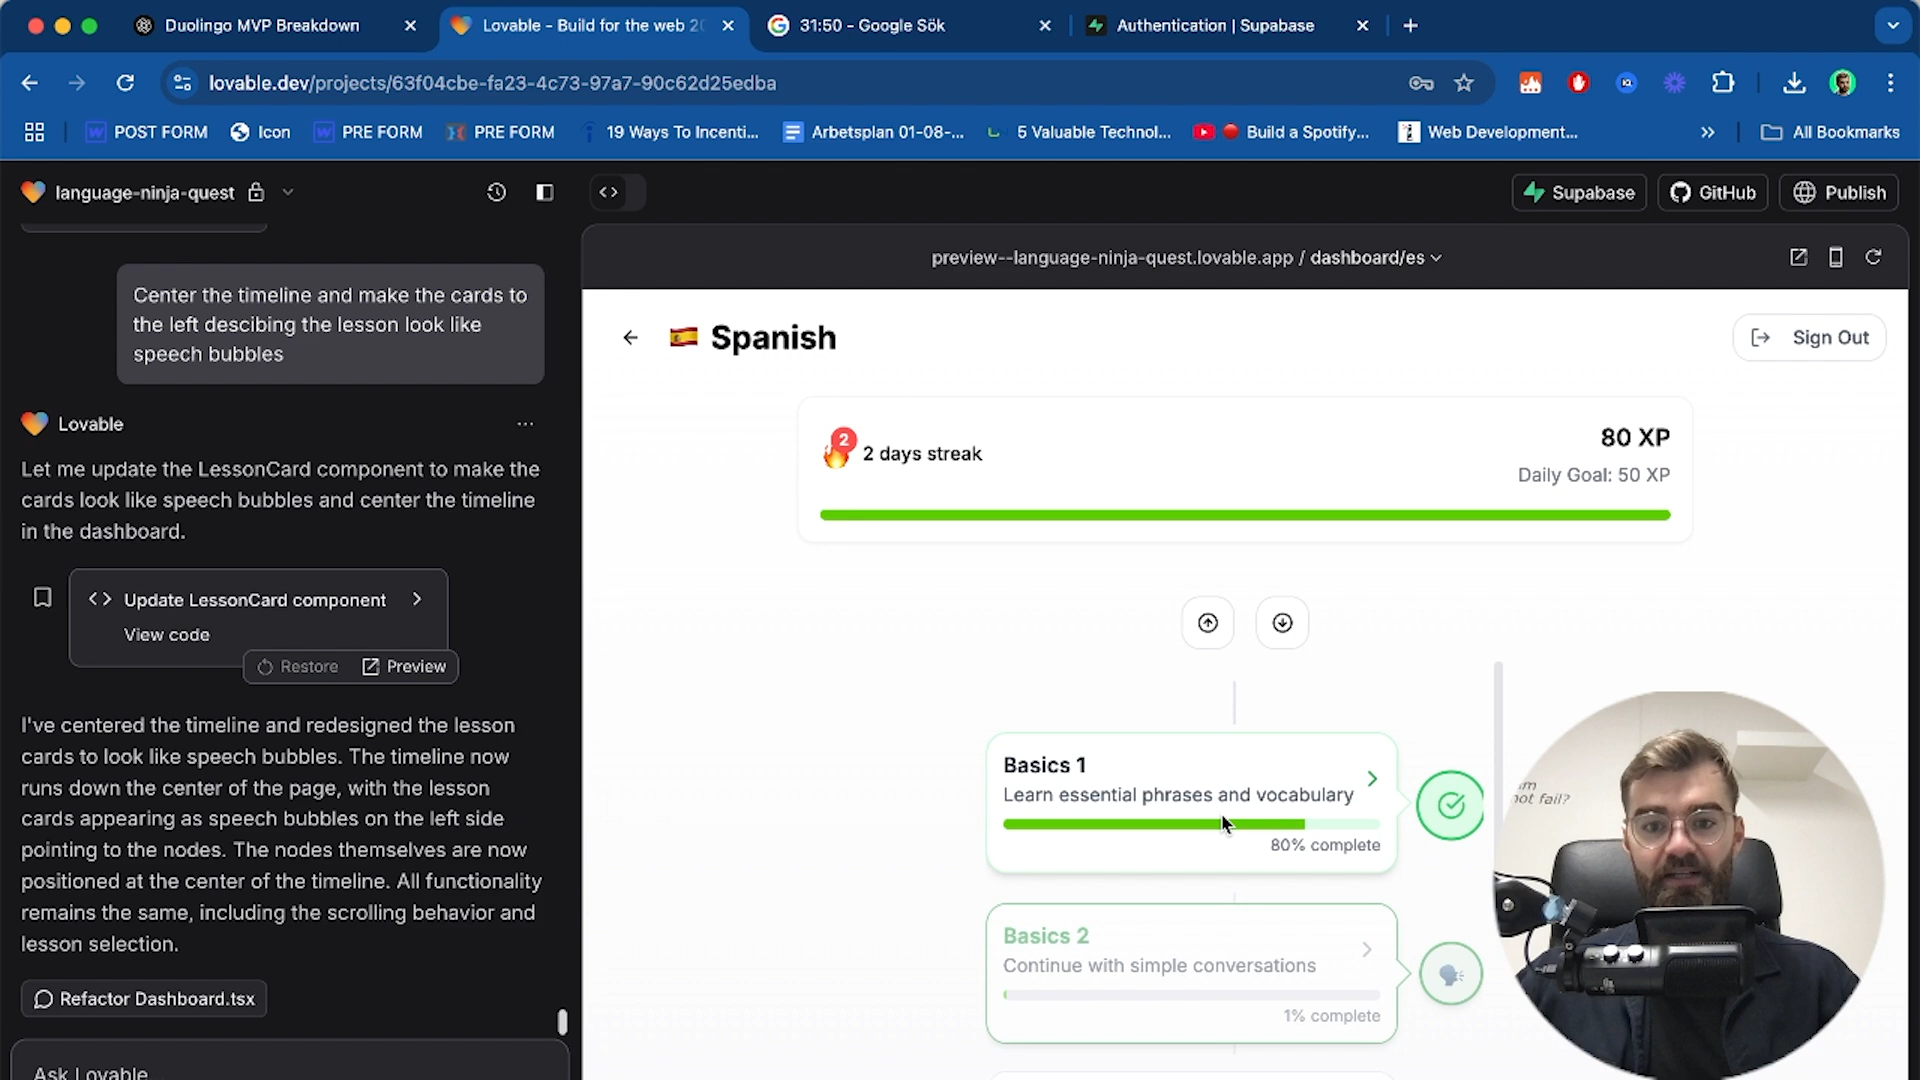 Duolingo MVP Breakdown
Lovable - Build for the web 20
31:50 - Google Sök
Authentication | Supabase
lovable.dev/projects/63f04cbe-fa23-4c73-97a7-90c62d25edba
POST FORM
Icon
PRE FORM
PRE FORM
19 Ways To Incenti...
Arbetsplan 01-08-...
5 Valuable Technol...
Build a Spotify...
Web Development...
All Bookmarks
language-ninja-quest
Supabase
GitHub
Publish
preview--language-ninja-quest.lovable.app / dashboard/es
Center the timeline and make the cards to
the left descibing the lesson look like
speech bubbles
Lovable
Let me update the LessonCard component to make the
cards look like speech bubbles and center the timeline
in the dashboard.
Update LessonCard component
View code
Restore
Preview
I've centered the timeline and redesigned the lesson
cards to look like speech bubbles. The timeline now
runs down the center of the page, with the lesson
cards appearing as speech bubbles on the left side
pointing to the nodes. The nodes themselves are now
positioned at the center of the timeline. All functionality
remains the same, including the scrolling behavior and
lesson selection.
Refactor Dashboard.tsx
Ask Lovable...
Spanish
Sign Out
2
2 days streak
80 XP
Daily Goal: 50 XP
Basics 1
Learn essential phrases and vocabulary
80% complete
Basics 2
Continue with simple conversations
1% complete
not fail?